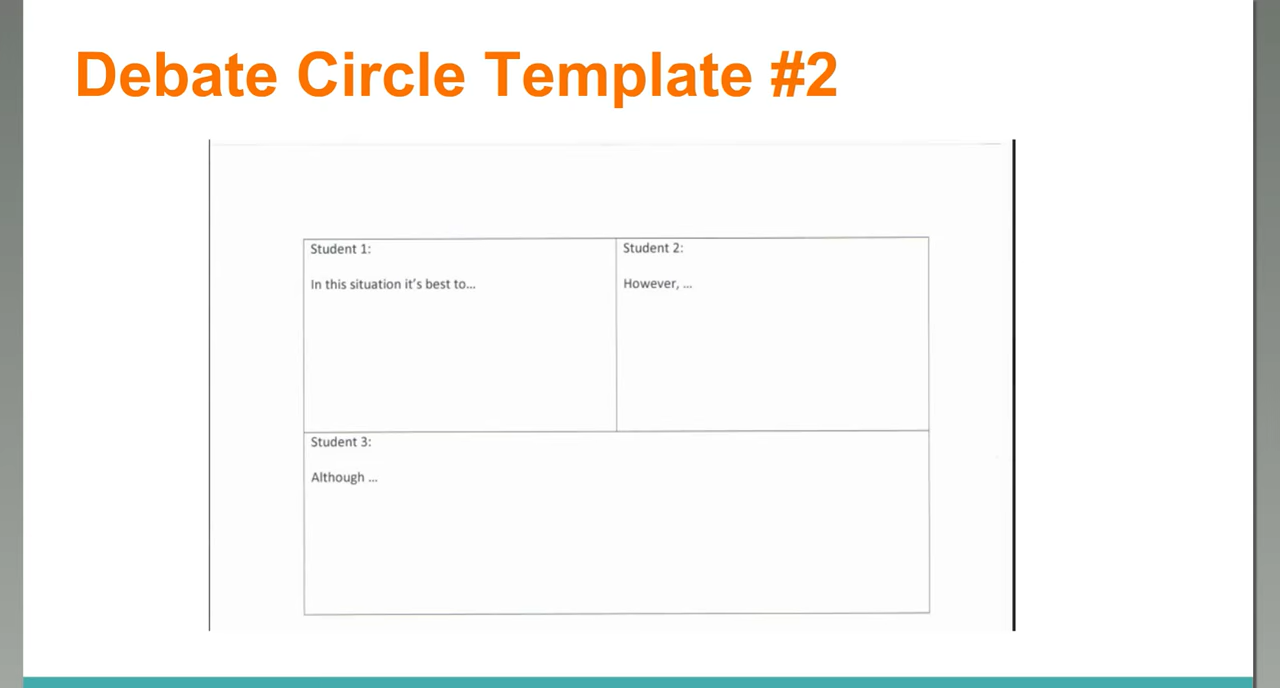 Debate Circle Template #2
Student 1:
In this situation it's best to...
Student 2:
However, ...
Student 3:
Although ...